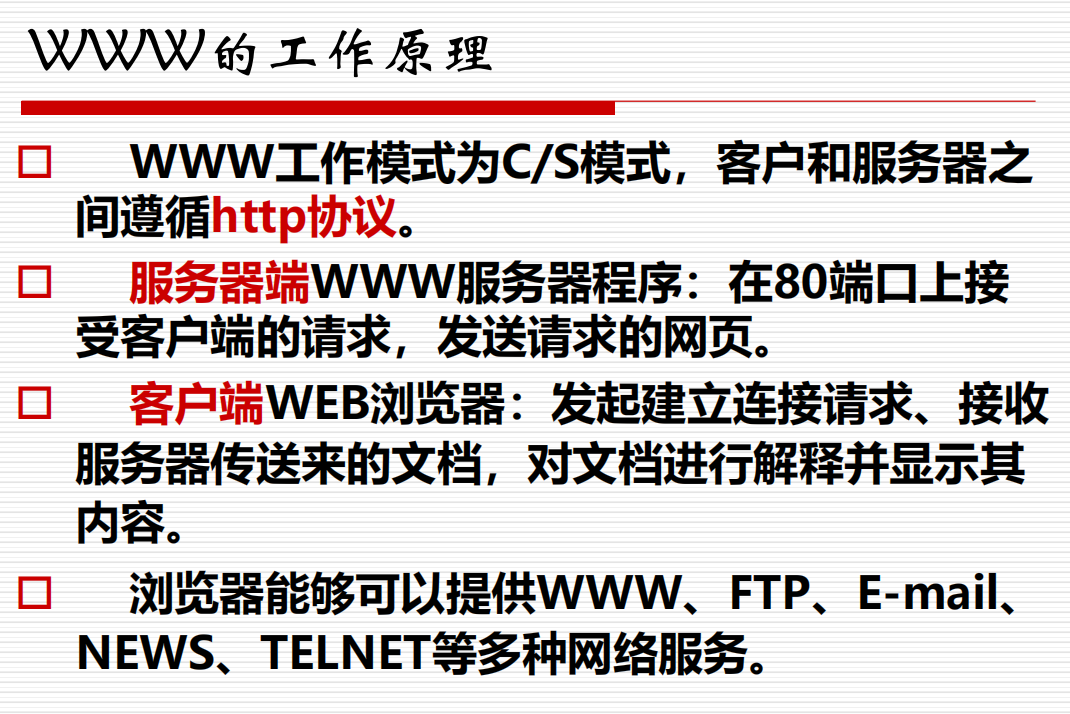 WWW的工作原理
WWW工作模式为C/S模式，客户和服务器之
间遵循http协议。
服务器端WWW服务器程序：在80端口上接
受客户端的请求，发送请求的网页。
客户端WEB浏览器：发起建立连接请求、接收
服务器传送来的文档，对文档进行解释并显示其
内容。
浏览器能够可以提供WWW、FTP、E-mail、
NEWS、TELNET等多种网络服务。